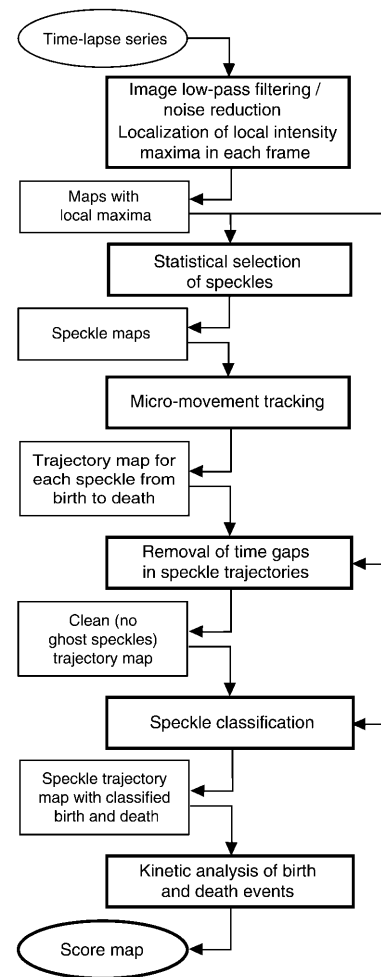 Time-lapse series
Image low-pass filtering /
noise reduction
Localization of local intensity
maxima in each frame
Maps with
local maxima
Statistical selection
of speckles
Speckle maps
Micro-movement tracking
Trajectory map for
each speckle from
birth to death
Removal of time gaps
in speckle trajectories
Clean (no
ghost speckles)
trajectory map
Speckle classification
Speckle trajectory
map with classified
birth and death
Kinetic analysis of birth
and death events
Score map